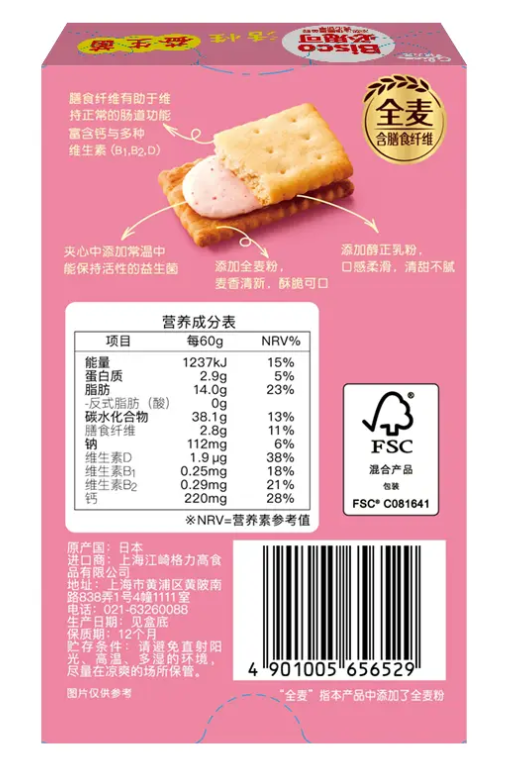 益生菌
活性
Bisco
必思可
Glico
膳食纤维有助于维
持正常的肠道功能
富含钙与多种
维生素(B1,B2,D)
全麦
含膳食纤维
夹心中添加常温中
能保持活性的益生菌
添加全麦粉，
麦香清新，酥脆可口
添加醇正乳粉，
口感柔滑，清甜不腻
营养成分表
项目 每60g NRV%
能量 1237kJ 15%
蛋白质 2.9g 5%
脂肪 14.0g 23%
-反式脂肪（酸） 0g
碳水化合物 38.1g 13%
膳食纤维 2.8g 11%
钠 112mg 6%
维生素D 1.9 μg 38%
维生素B1 0.25mg 18%
维生素B2 0.29mg 21%
钙 220mg 28%
※NRV=营养素参考值
FSC
混合产品
包装
FSC® C081641
原产国：日本
进口商：上海江崎格力高食
品有限公司
地址：上海市黄浦区黄陂南
路838弄1号4幢1111室
电话：021-63260088
生产日期：见盒底
保质期：12个月
贮存条件：请避免直射阳
光、高温、多湿的环境，
尽量在凉爽的场所保管。
图片仅供参考
4 901005 656529
“全麦”指本产品中添加了全麦粉